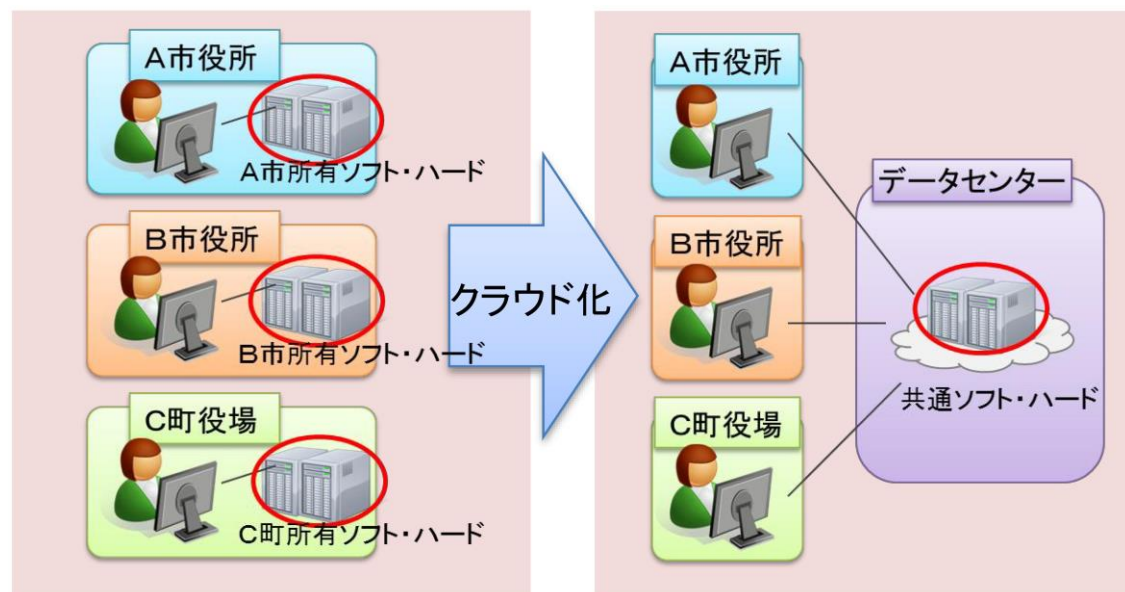 A市役所
A市所有ソフト・ハード
B市役所
B市所有ソフト・ハード
C町役場
C町所有ソフト・ハード
クラウド化
A市役所
B市役所
C町役場
データセンター
共通ソフト・ハード